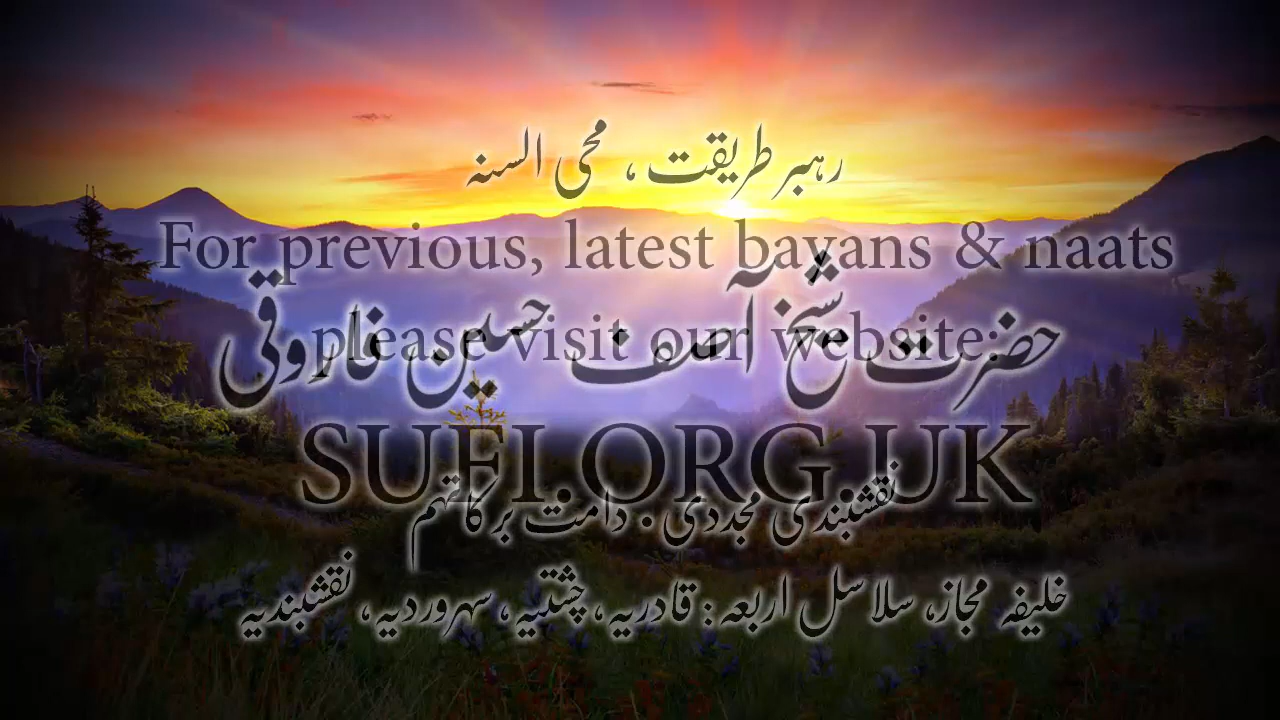 رہبر طریقت، محی السنہ
For previous, latest bayans & naats
حضرت شیخ آصف حسین فاروقی
please visit our website:
SUFI.ORG.UK
نقشبندی مجددی دامت برکاتہم
خلیفہ مجاز، سلاسل اربعہ: قادریہ، چشتیہ، سہروردیہ، نقشبندیہ